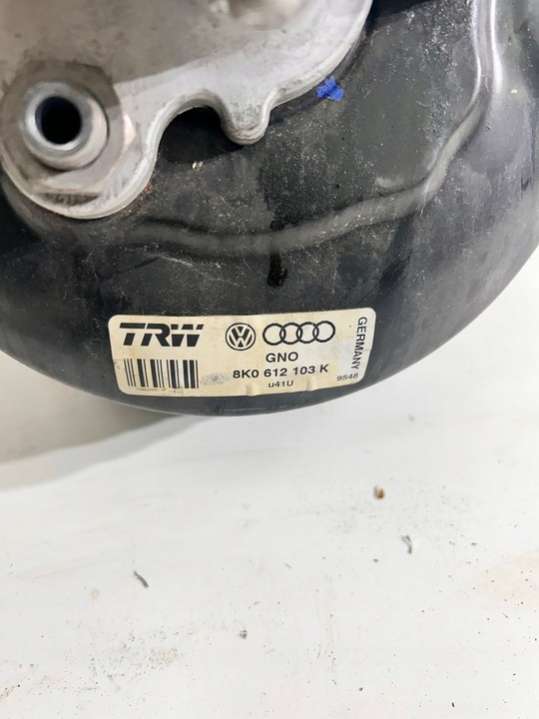 TRW
GNO
8K0 612 103 K
u41U
GERMANY
9548